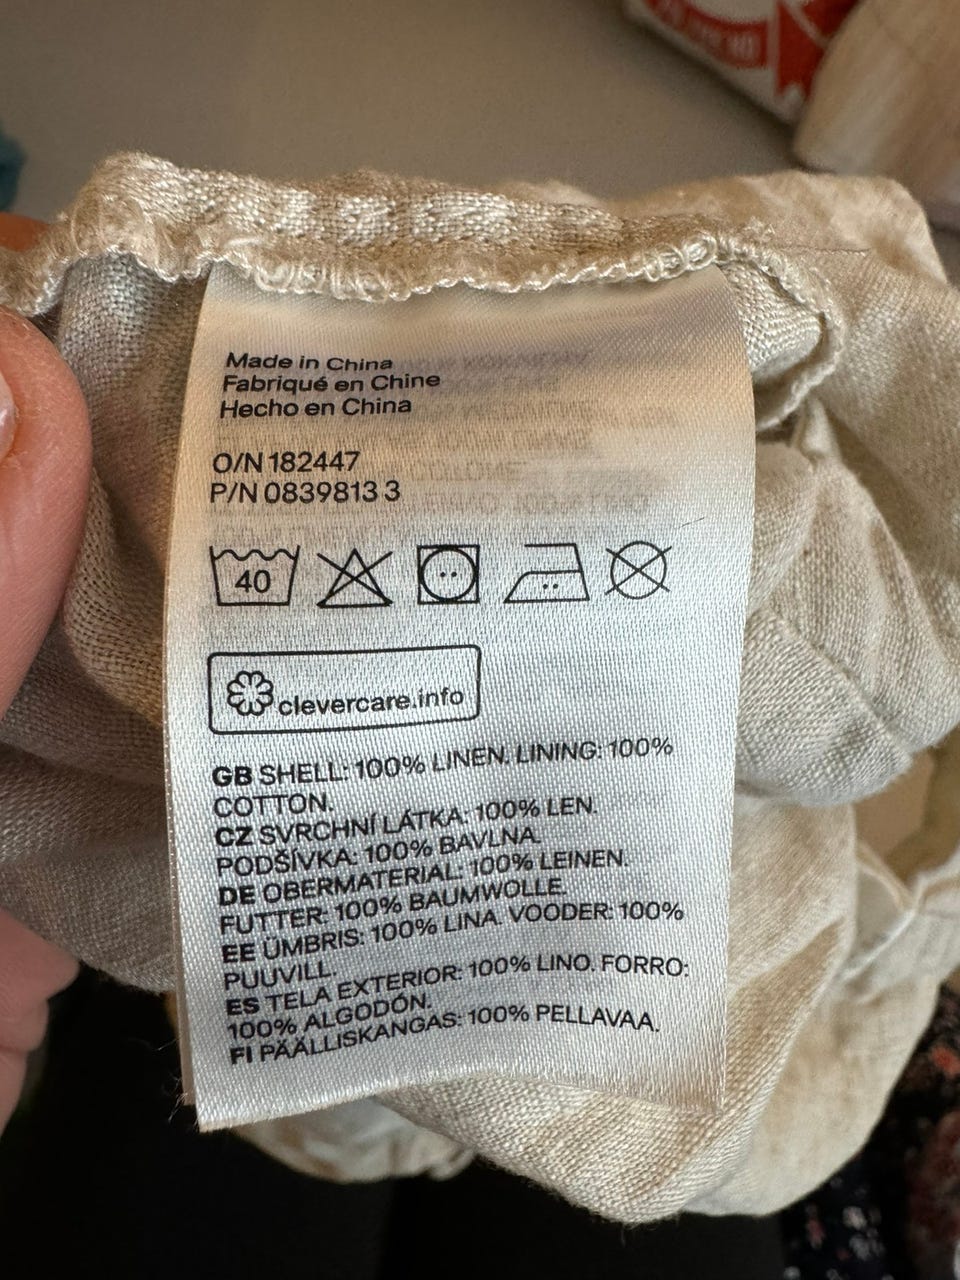 Made in China
Fabriqué en Chine
Hecho en China
O/N 182447
P/N 0839813 3
40
clevercare.info
GB SHELL: 100% LINEN. LINING: 100%
COTTON.
CZ SVRCHNÍ LÁTKA: 100% LEN.
PODŠÍVKA: 100% BAVLNA.
DE OBERMATERIAL: 100% LEINEN.
FUTTER: 100% BAUMWOLLE.
EE ÜMBRIS: 100% LINA. VOODER: 100%
PUUVILL.
ES TELA EXTERIOR: 100% LINO. FORRO:
100% ALGODÓN.
FI PÄÄLLISKANGAS: 100% PELLAVAA.